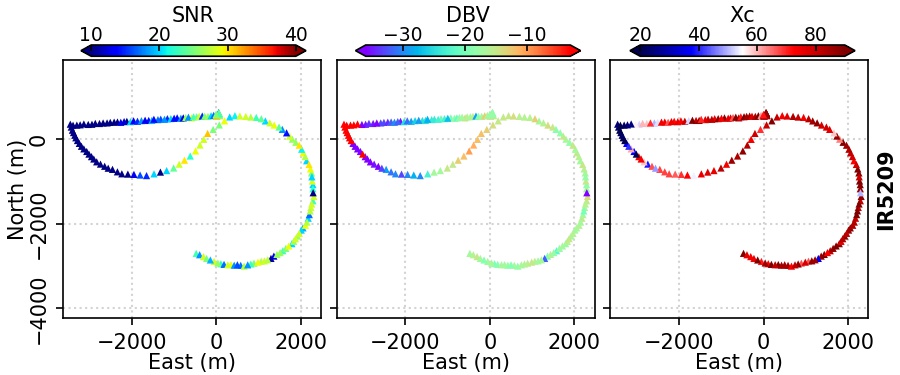 SNR DBV Xc
10 20 30 40 −30 −20 −10 20 40 60 80
0
−2000
−4000
North (m)
IR5209
−2000 0 2000 −2000 0 2000 −2000 0 2000
East (m) East (m) East (m)